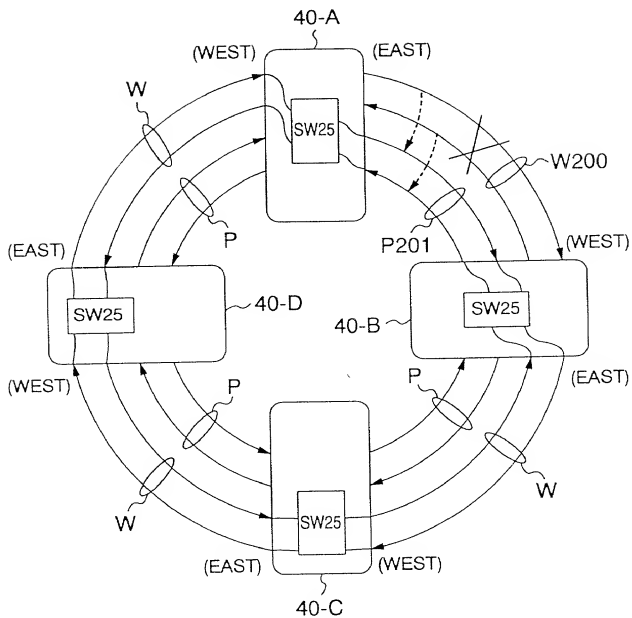 40-A
(WEST)
(EAST)
W
SW25
W200
P
P201
(EAST)
(WEST)
SW25
40-D
40-B
SW25
(WEST)
(EAST)
P
P
W
W
SW25
(EAST)
(WEST)
40-C